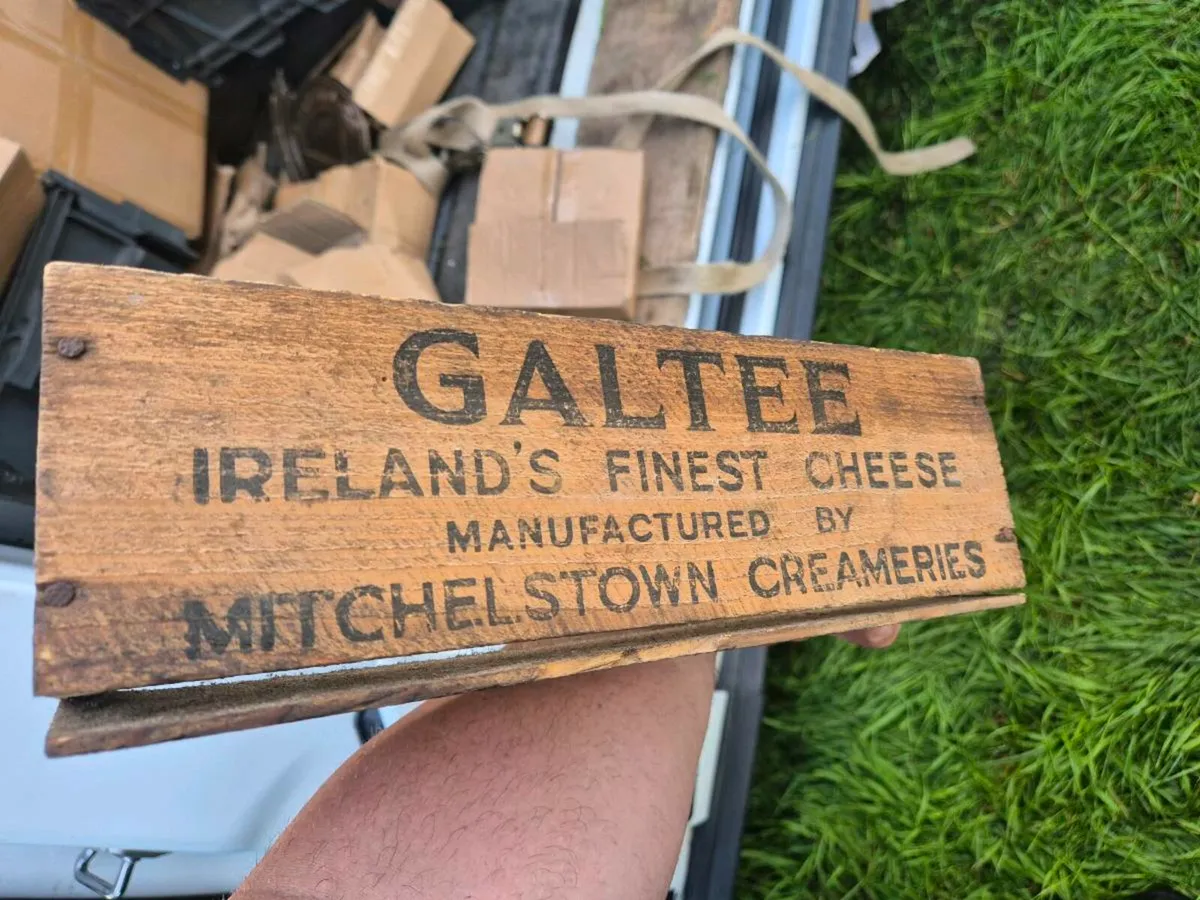 GALTEE
IRELAND'S FINEST CHEESE
MANUFACTURED BY
MITCHELSTOWN CREAMERIES